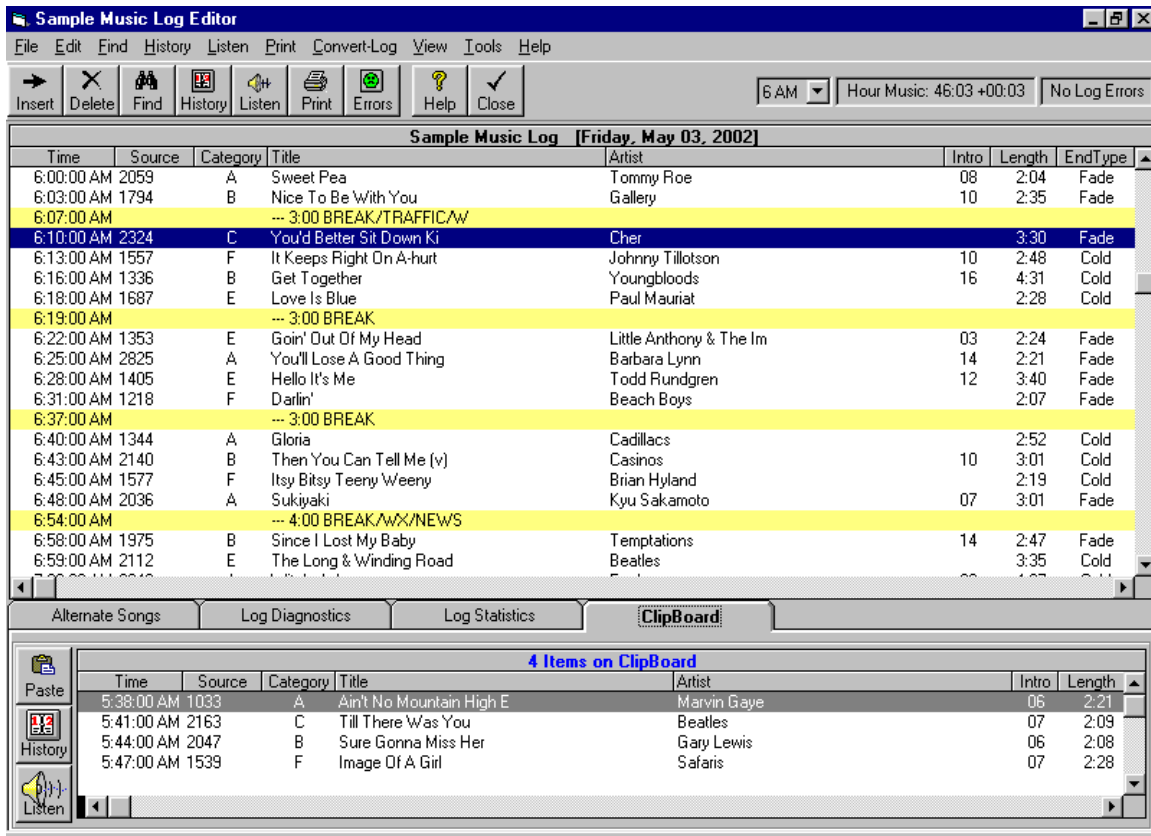 Sample Music Log Editor
File Edit Find History Listen Print Convert-Log View Tools Help
Insert Delete Find History Listen Print Errors Help Close 6 AM Hour Music: 46:03 +00:03 No Log Errors
Sample Music Log [Friday, May 03, 2002]
Time Source Category Title Artist Intro Length EndType
6:00:00 AM 2059 A Sweet Pea Tommy Roe 08 2:04 Fade
6:03:00 AM 1794 B Nice To Be With You Gallery 10 2:35 Fade
6:07:00 AM --- 3:00 BREAK/TRAFFIC/W
6:10:00 AM 2324 C You'd Better Sit Down Ki Cher 3:30 Fade
6:13:00 AM 1557 F It Keeps Right On A-hurt Johnny Tillotson 10 2:48 Cold
6:16:00 AM 1336 B Get Together Youngbloods 16 4:31 Cold
6:18:00 AM 1687 E Love Is Blue Paul Mauriat 2:28 Cold
6:19:00 AM --- 3:00 BREAK
6:22:00 AM 1353 E Goin' Out Of My Head Little Anthony & The Im 03 2:24 Fade
6:25:00 AM 2825 A You'll Lose A Good Thing Barbara Lynn 14 2:21 Fade
6:28:00 AM 1405 E Hello It's Me Todd Rundgren 12 3:40 Fade
6:31:00 AM 1218 F Darlin' Beach Boys 2:07 Fade
6:37:00 AM --- 3:00 BREAK
6:40:00 AM 1344 A Gloria Cadillacs 2:52 Cold
6:43:00 AM 2140 B Then You Can Tell Me (v) Casinos 10 3:01 Cold
6:45:00 AM 1577 F Itsy Bitsy Teeny Weeny Brian Hyland 2:19 Cold
6:48:00 AM 2036 A Sukiyaki Kyu Sakamoto 07 3:01 Fade
6:54:00 AM --- 4:00 BREAK/WX/NEWS
6:58:00 AM 1975 B Since I Lost My Baby Temptations 14 2:47 Fade
6:59:00 AM 2112 E The Long & Winding Road Beatles 3:35 Cold
Alternate Songs Log Diagnostics Log Statistics ClipBoard
4 Items on ClipBoard
Paste
History
Listen
Time Source Category Title Artist Intro Length
5:38:00 AM 1033 A Ain't No Mountain High E Marvin Gaye 06 2:21
5:41:00 AM 2163 C Till There Was You Beatles 07 2:09
5:44:00 AM 2047 B Sure Gonna Miss Her Gary Lewis 06 2:08
5:47:00 AM 1539 F Image Of A Girl Safaris 07 2:28